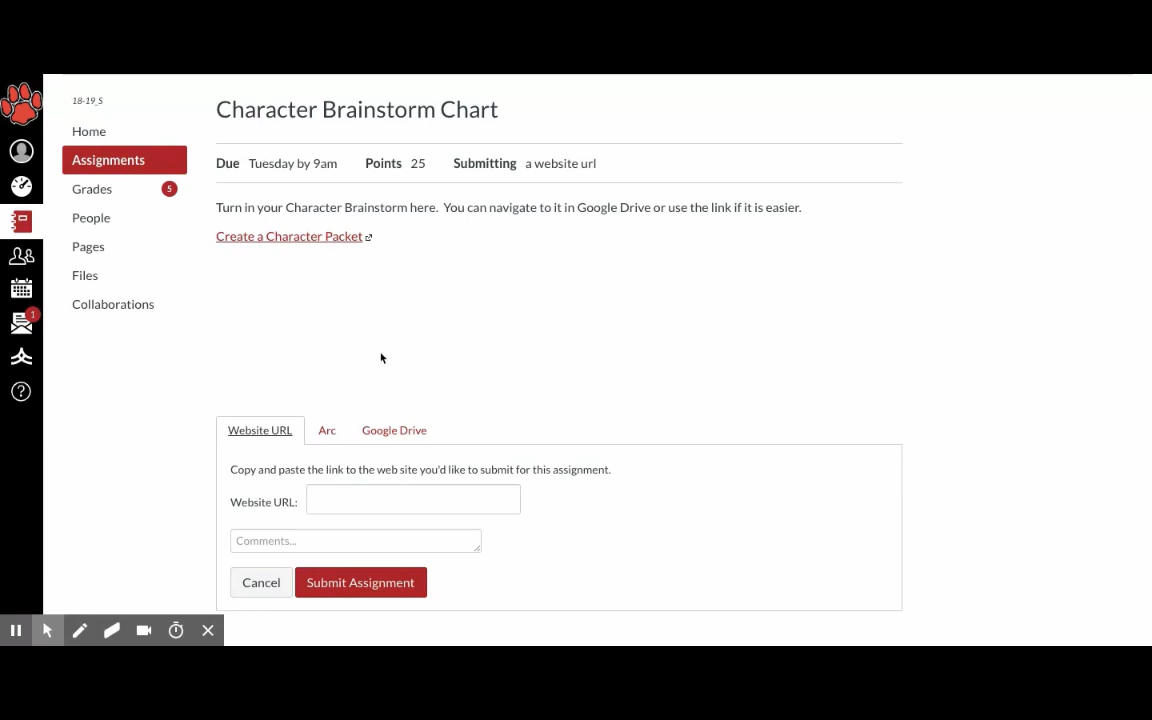 18-19_S
Home
Assignments
Grades 5
People
Pages
Files
Collaborations
1
Character Brainstorm Chart
Due Tuesday by 9am Points 25 Submitting a website url
Turn in your Character Brainstorm here. You can navigate to it in Google Drive or use the link if it is easier.
Create a Character Packet
Website URL Arc Google Drive
Copy and paste the link to the web site you'd like to submit for this assignment.
Website URL:
Comments...
Cancel Submit Assignment